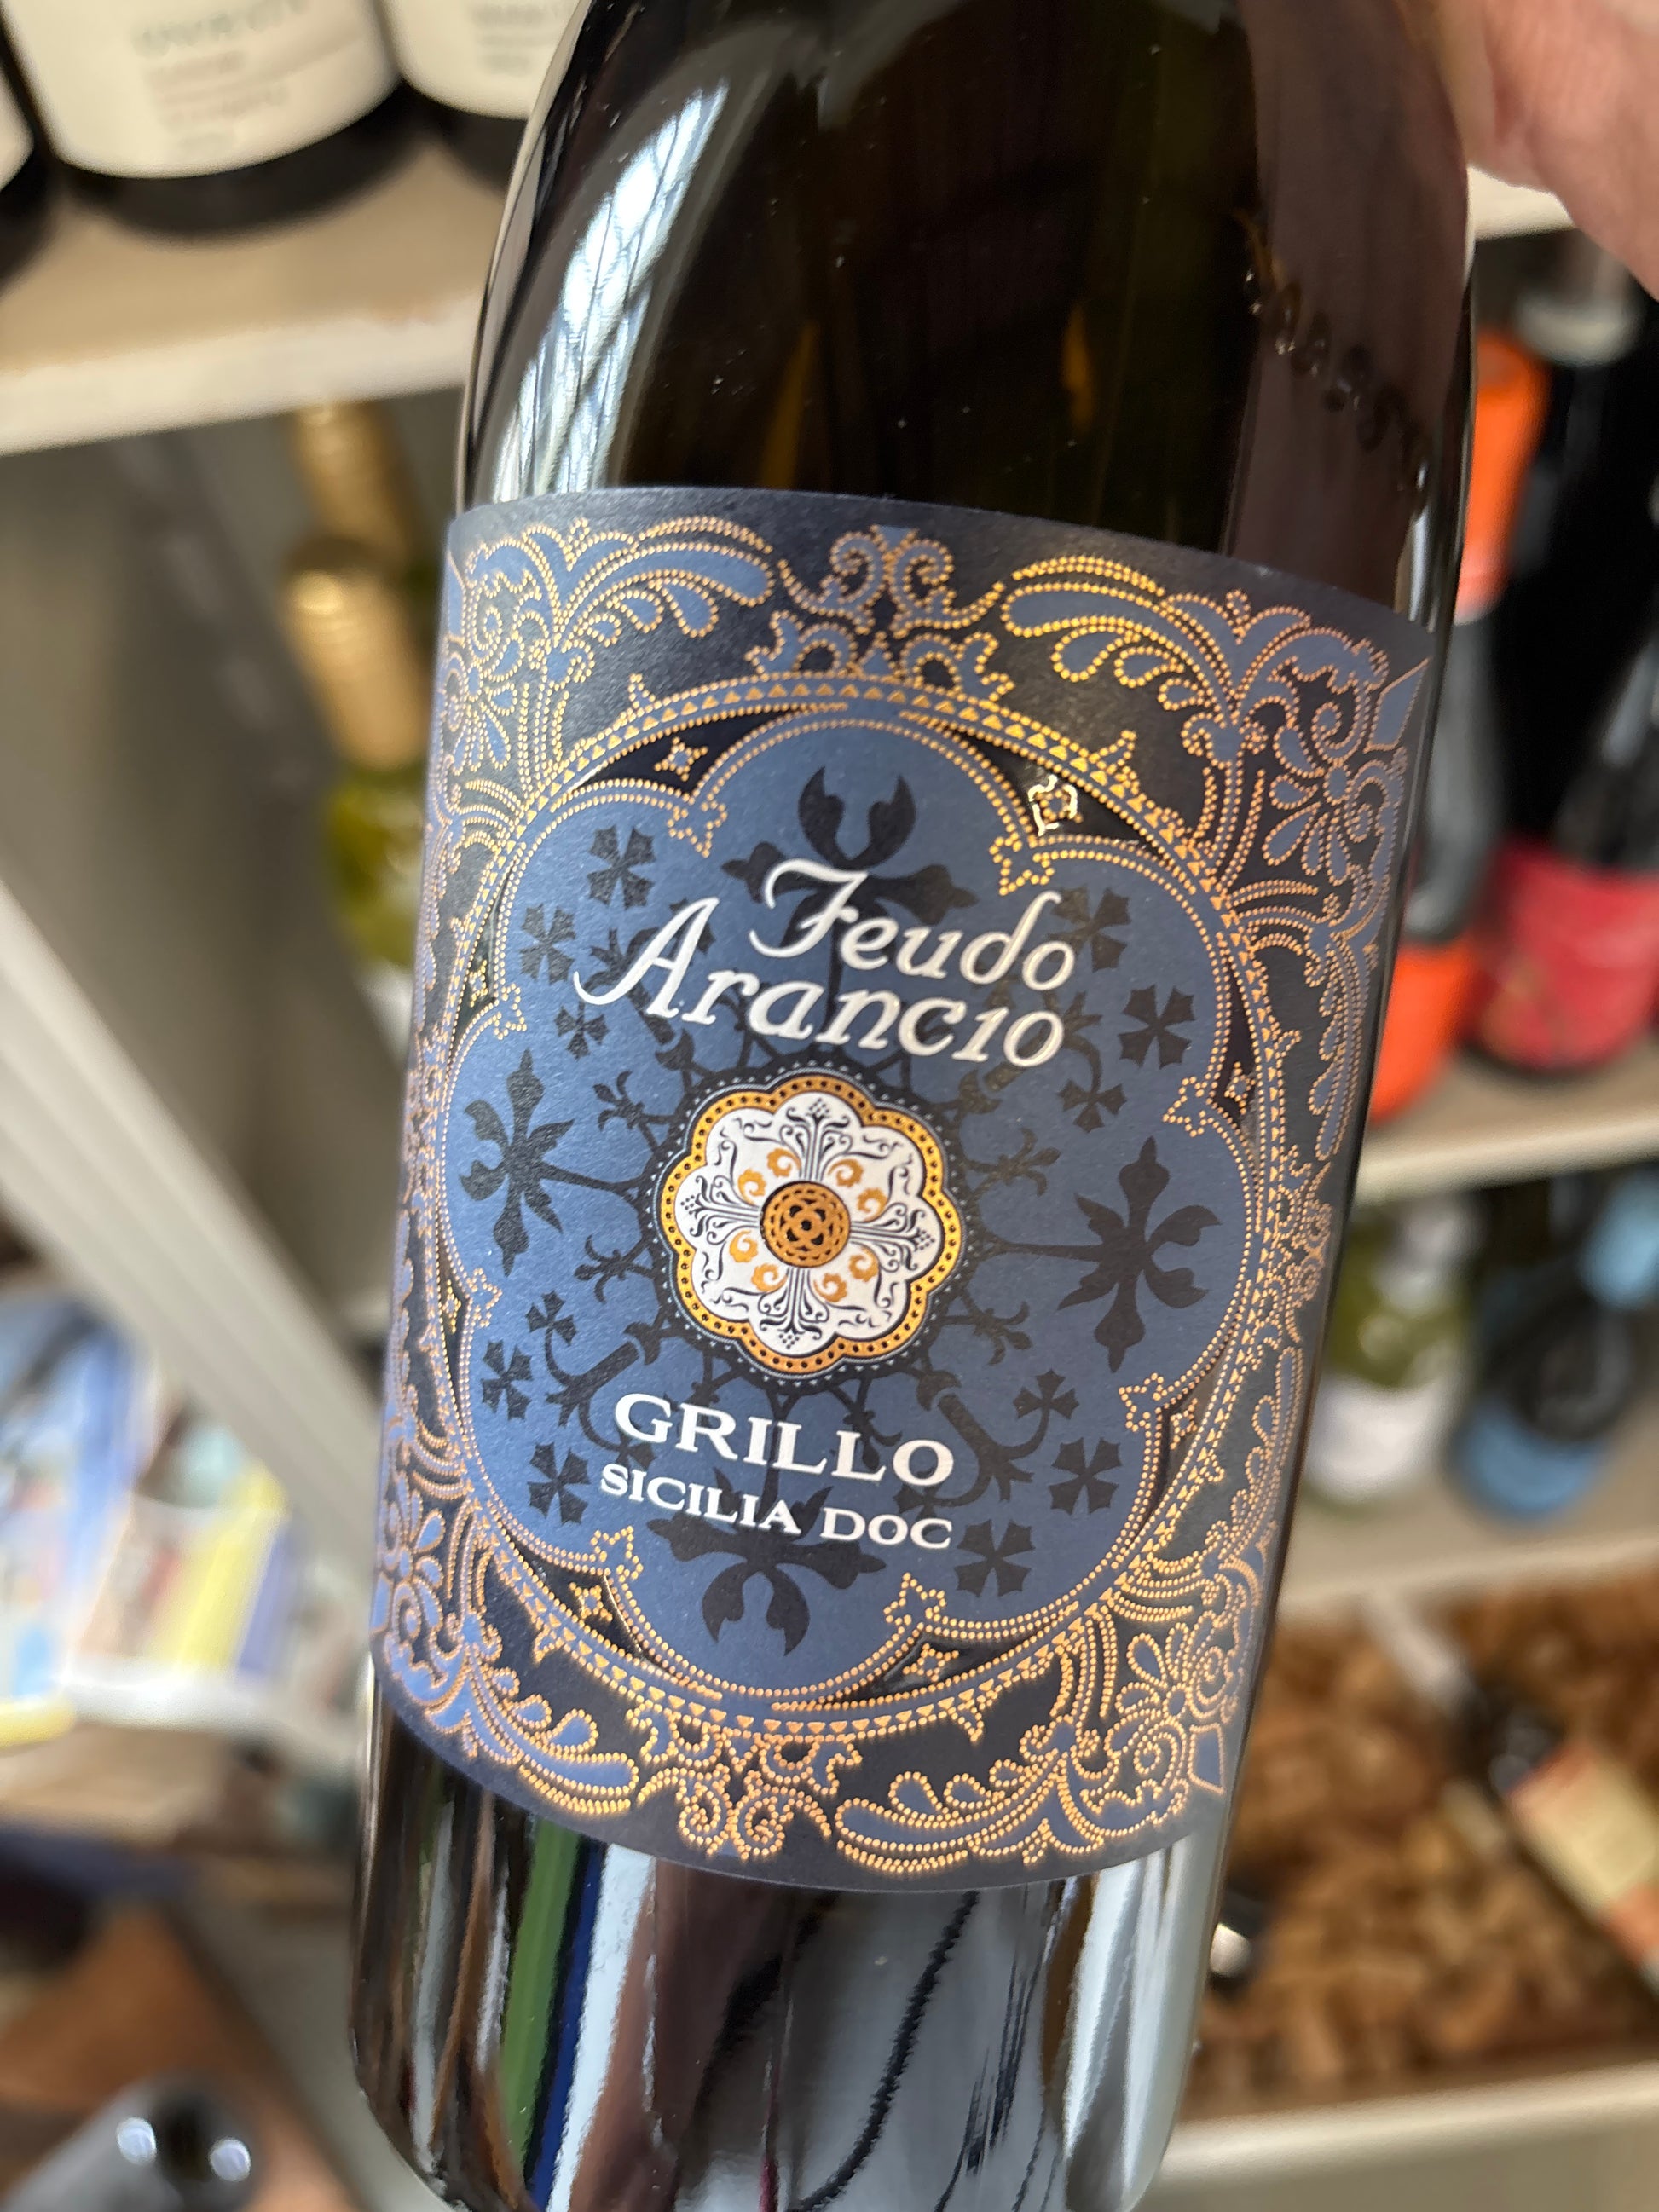 Feudo
Arancio
GRILLO
SICILIA DOC